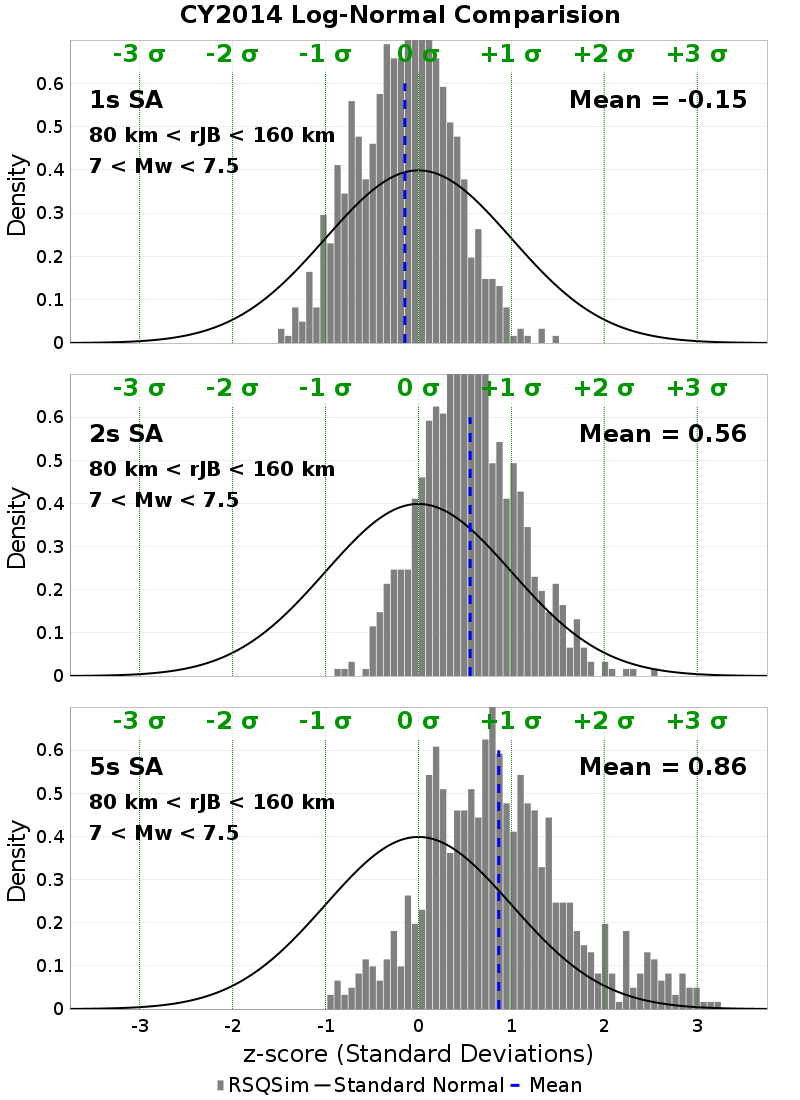 CY2014 Log-Normal Comparision
-3 σ -2 σ -1 σ 0 σ +1 σ +2 σ +3 σ
1s SA Mean = -0.15
80 km < rJB < 160 km
7 < Mw < 7.5
Density
0.6
0.5
0.4
0.3
0.2
0.1
0
-3 σ -2 σ -1 σ 0 σ +1 σ +2 σ +3 σ
2s SA Mean = 0.56
80 km < rJB < 160 km
7 < Mw < 7.5
Density
0.6
0.5
0.4
0.3
0.2
0.1
0
-3 σ -2 σ -1 σ 0 σ +1 σ +2 σ +3 σ
5s SA Mean = 0.86
80 km < rJB < 160 km
7 < Mw < 7.5
Density
0.6
0.5
0.4
0.3
0.2
0.1
0
-3 -2 -1 0 1 2 3
z-score (Standard Deviations)
RSQSim Standard Normal Mean